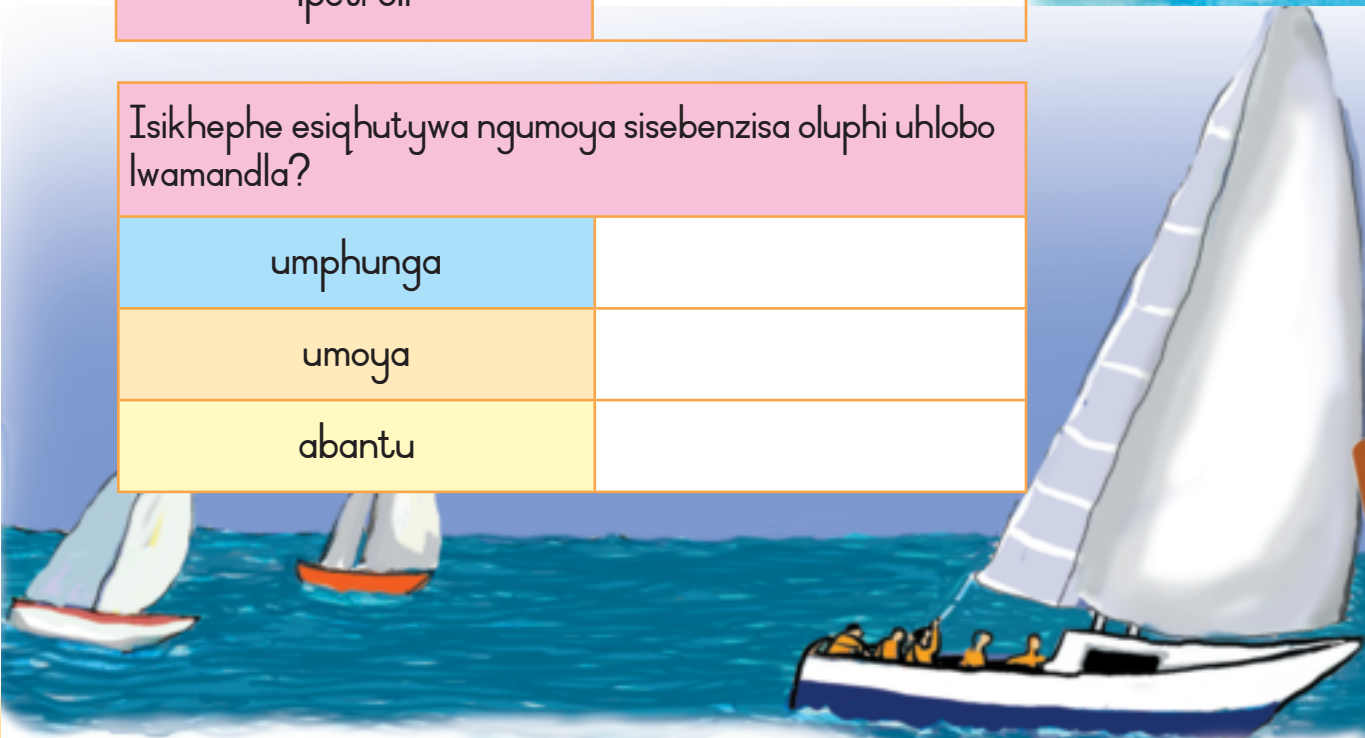 Isikhephe esiqhutywa ngumoya sisebenzisa oluphi uhlobo
lwamandla?
umphunga
umoya
abantu